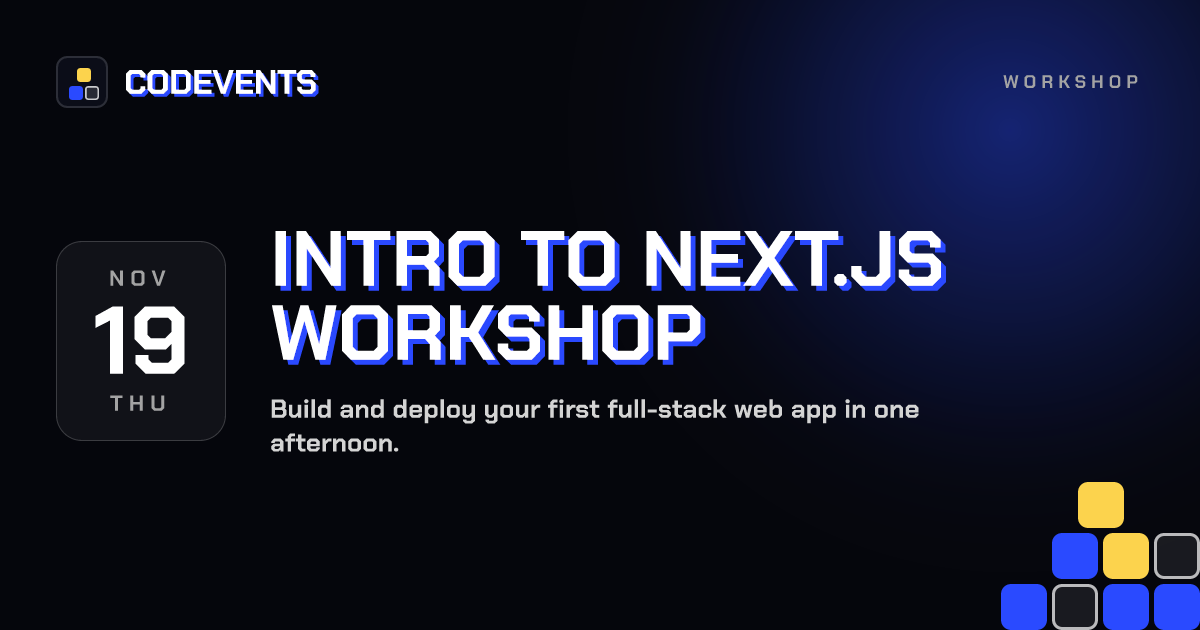 CODEVENTS
WORKSHOP
NOV
19
THU
INTRO TO NEXT.JS
WORKSHOP
Build and deploy your first full-stack web app in one
afternoon.